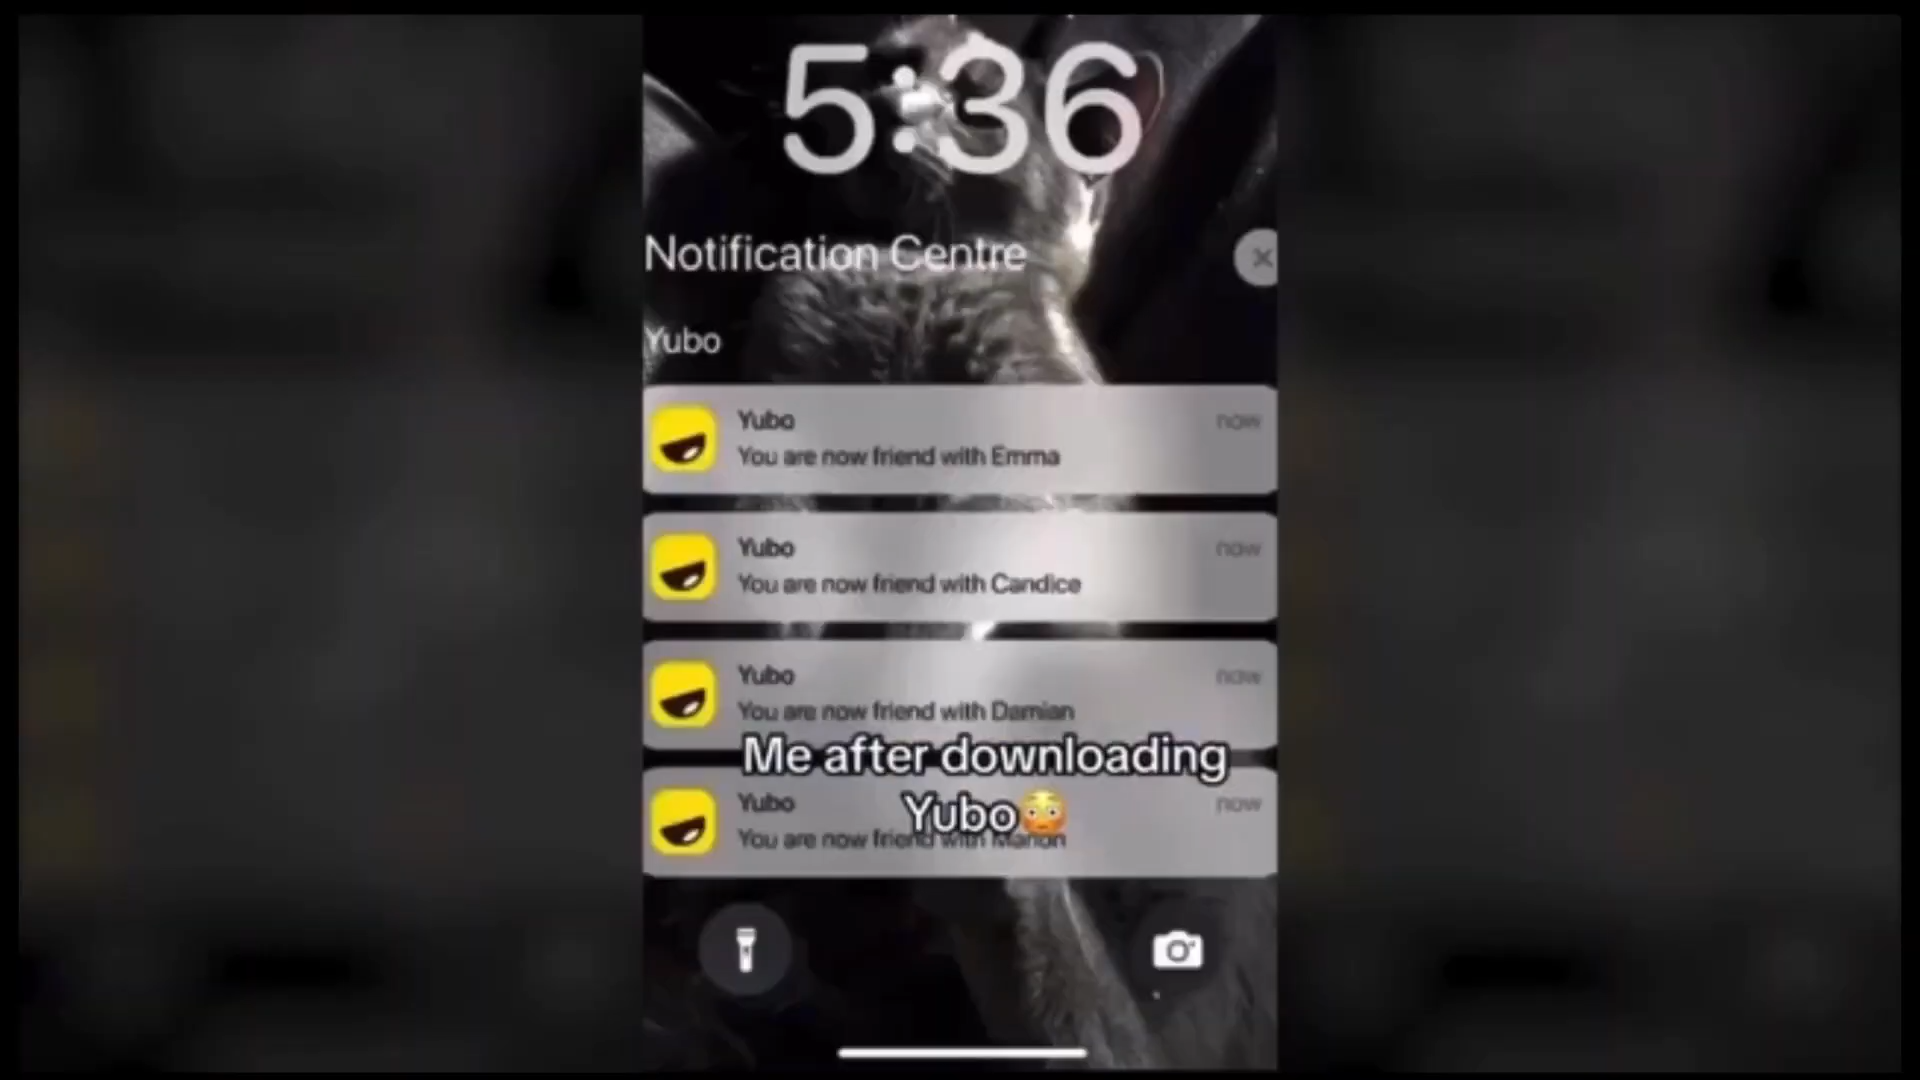 5:36
Notification Centre
Yubo
Yubo
now
You are now friend with Emma
Yubo
now
You are now friend with Candice
Yubo
now
You are now friend with Damian
Me after downloading
Yubo😳
Yubo
now
You are now friend with Manon